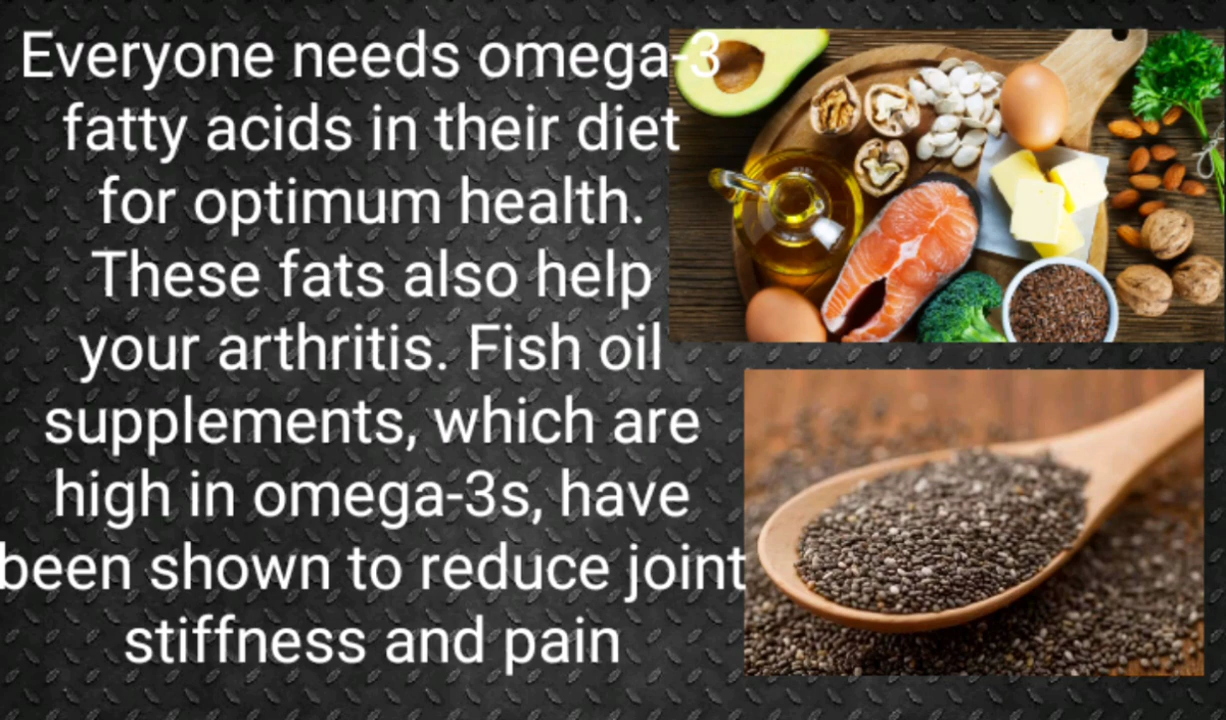 Everyone needs omega-3
fatty acids in their diet
for optimum health.
These fats also help
your arthritis. Fish oil
supplements, which are
high in omega-3s, have
been shown to reduce joint
stiffness and pain